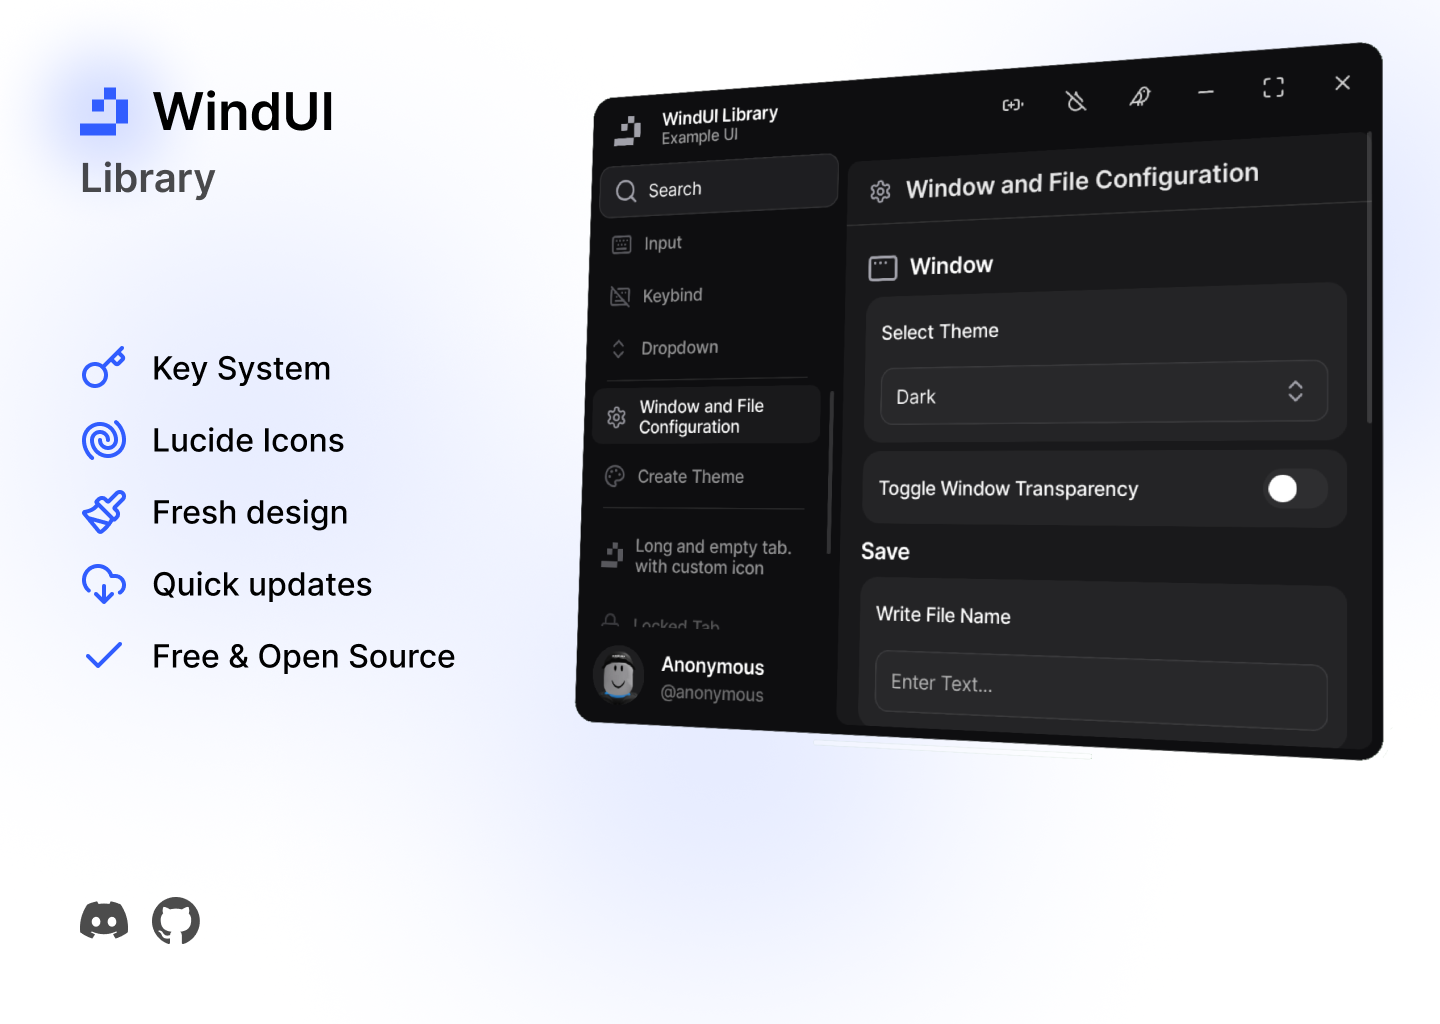 WindUI
Library
Key System
Lucide Icons
Fresh design
Quick updates
Free & Open Source
WindUI Library
Example UI
Search
Input
Keybind
Dropdown
Window and File
Configuration
Create Theme
Long and empty tab.
with custom icon
Locked Tab
Anonymous
@anonymous
Window and File Configuration
Window
Select Theme
Dark
Toggle Window Transparency
Save
Write File Name
Enter Text...